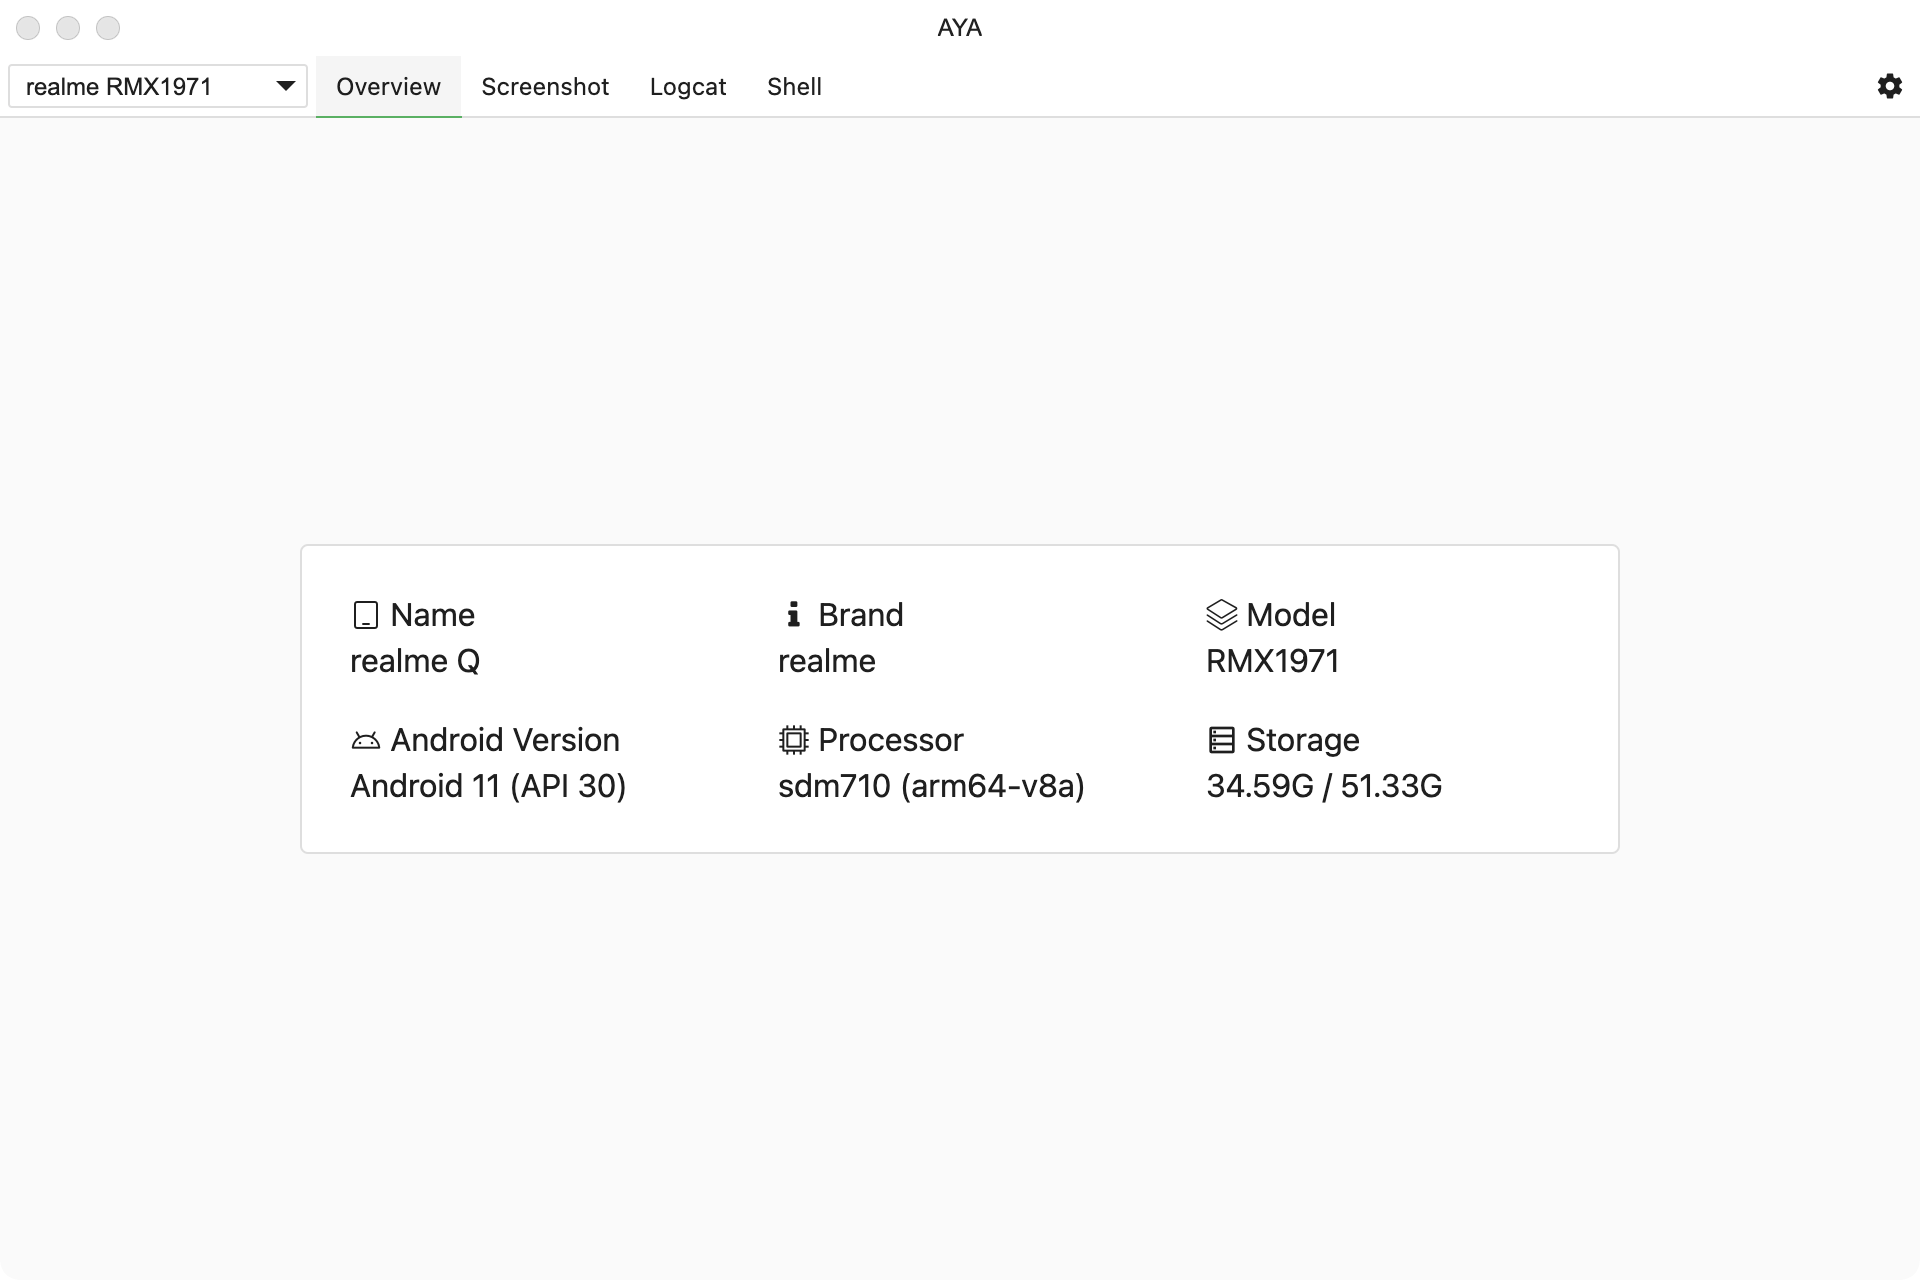 AYA
realme RMX1971
Overview
Screenshot
Logcat
Shell
Name
realme Q
Brand
realme
Model
RMX1971
Android Version
Android 11 (API 30)
Processor
sdm710 (arm64-v8a)
Storage
34.59G / 51.33G